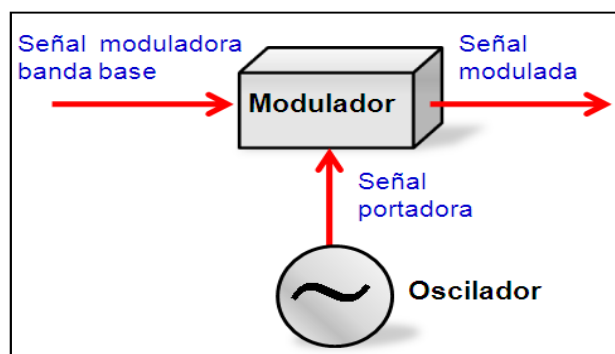 Señal moduladora
banda base
Señal
modulada
Modulador
Señal
portadora
Oscilador